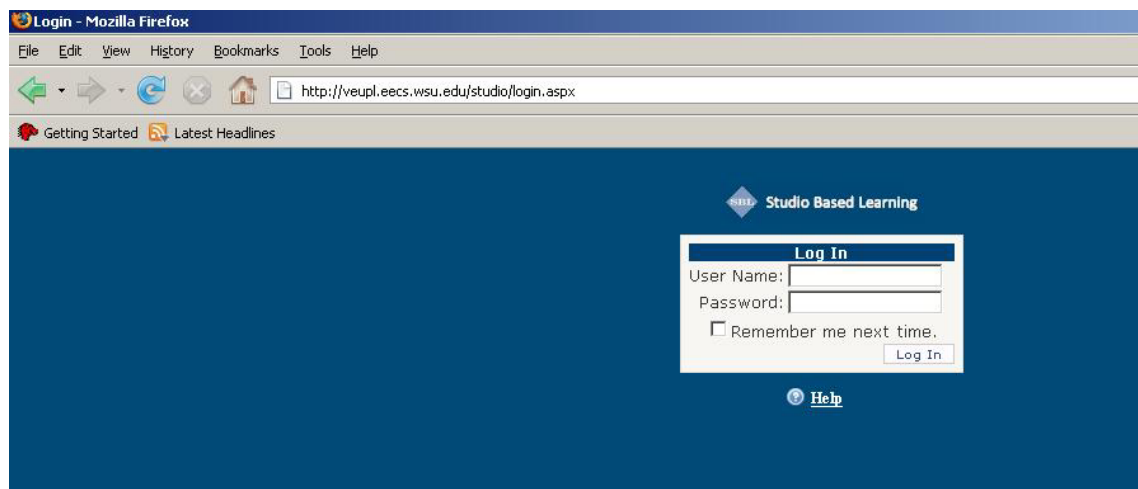 Login - Mozilla Firefox
File Edit View History Bookmarks Tools Help
http://veupl.eecs.wsu.edu/studio/login.aspx
Getting Started Latest Headlines
SBL Studio Based Learning
Log In
User Name:
Password:
Remember me next time.
Log In
Help